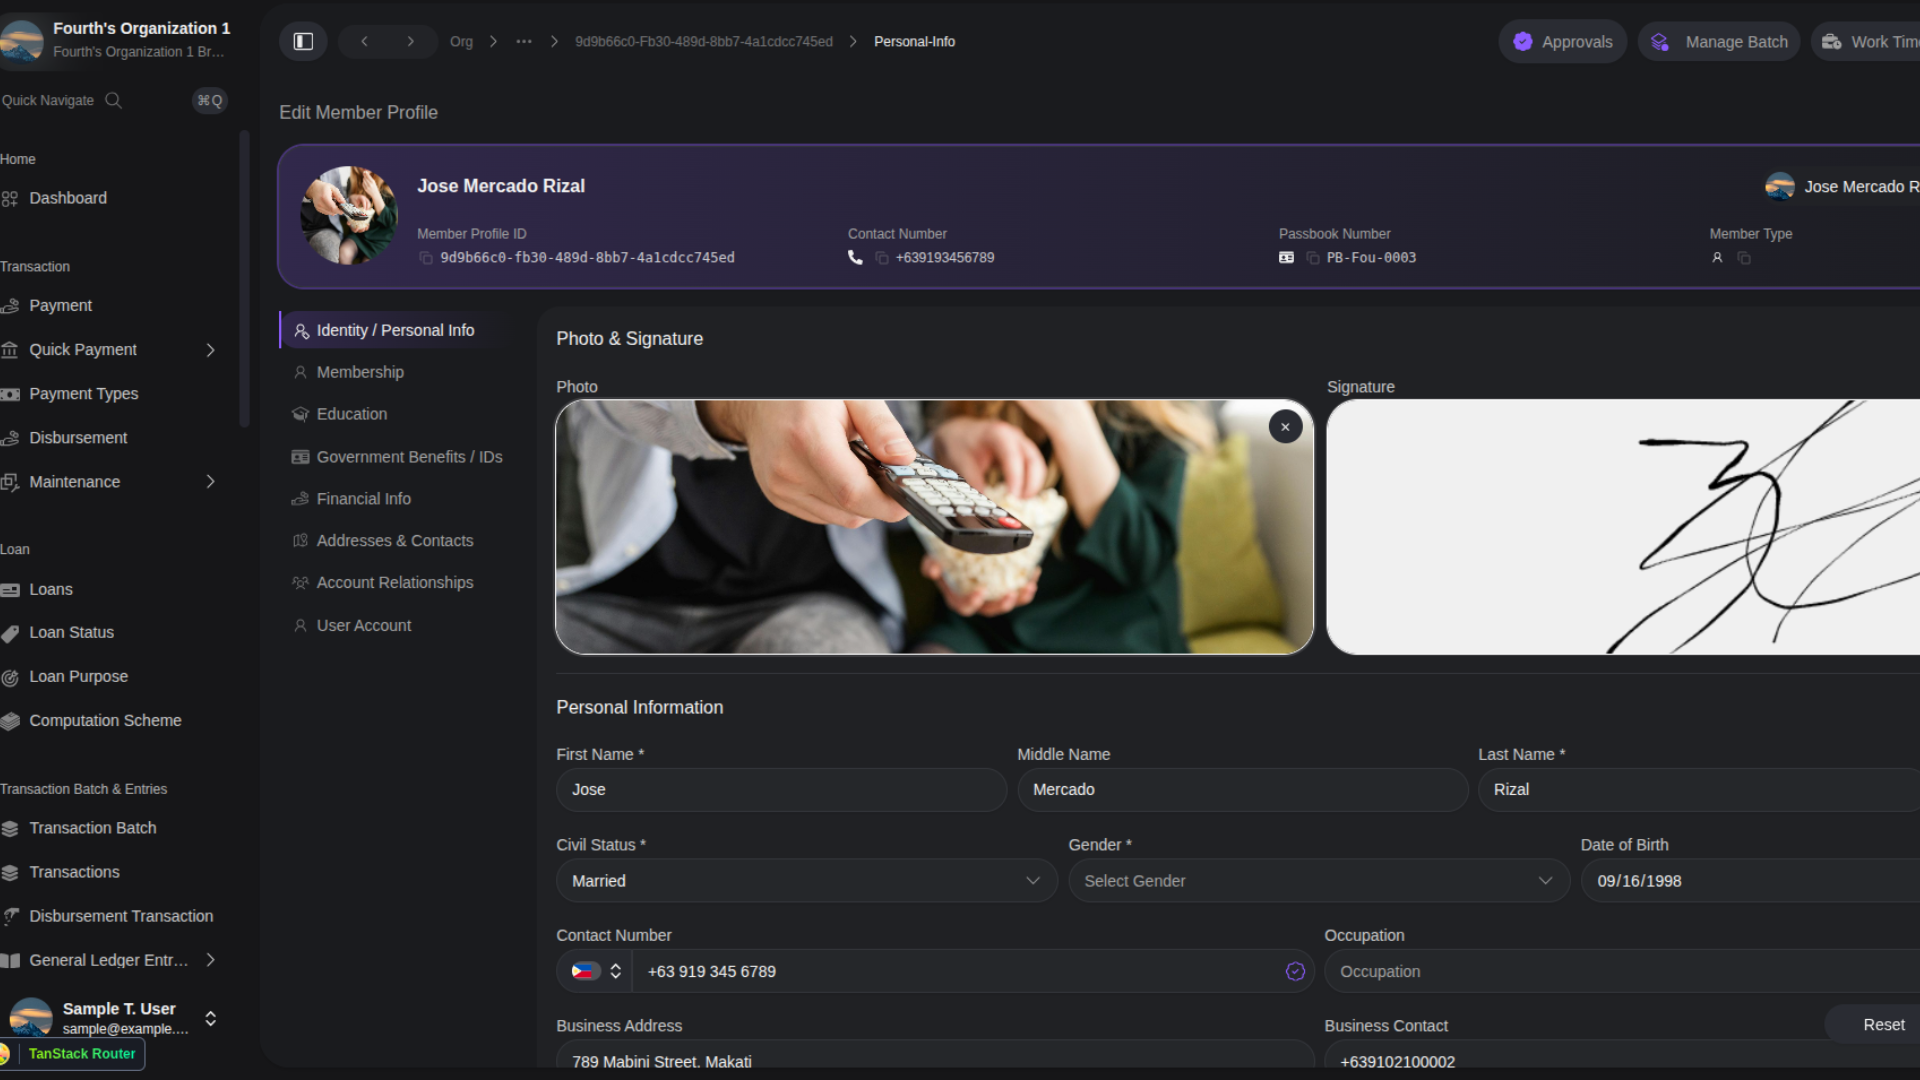 Fourth's Organization 1
Fourth's Organization 1 Br...
Quick Navigate
⌘Q
Home
Dashboard
Transaction
Payment
Quick Payment
Payment Types
Disbursement
Maintenance
Loan
Loans
Loan Status
Loan Purpose
Computation Scheme
Transaction Batch & Entries
Transaction Batch
Transactions
Disbursement Transaction
General Ledger Entr...
Sample T. User
sample@example....
TanStack Router
Org
...
9d9b66c0-Fb30-489d-8bb7-4a1cdcc745ed
Personal-Info
Approvals
Manage Batch
Work Time
Edit Member Profile
Jose Mercado Rizal
Jose Mercado R
Member Profile ID
9d9b66c0-fb30-489d-8bb7-4a1cdcc745ed
Contact Number
+639193456789
Passbook Number
PB-Fou-0003
Member Type
Identity / Personal Info
Membership
Education
Government Benefits / IDs
Financial Info
Addresses & Contacts
Account Relationships
User Account
Photo & Signature
Photo
Signature
Personal Information
First Name *
Middle Name
Last Name *
Jose
Mercado
Rizal
Civil Status *
Gender *
Date of Birth
Married
Select Gender
09/16/1998
Contact Number
Occupation
+63 919 345 6789
Occupation
Business Address
Business Contact
789 Mabini Street, Makati
+639102100002
Reset